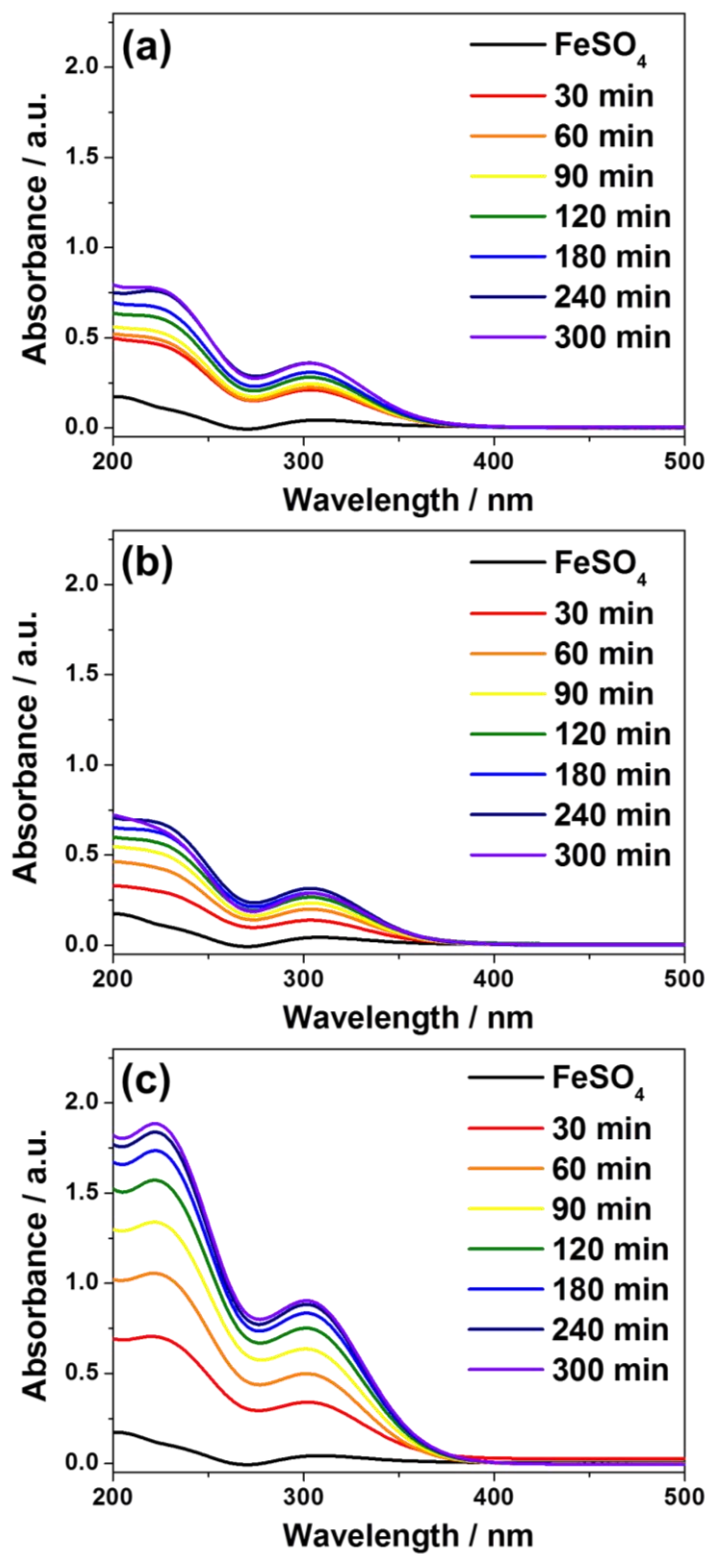 (a)
FeSO4
30 min
60 min
90 min
120 min
180 min
240 min
300 min
2.0
1.5
1.0
0.5
0.0
Absorbance / a.u.
200
300
400
500
Wavelength / nm
(b)
FeSO4
30 min
60 min
90 min
120 min
180 min
240 min
300 min
2.0
1.5
1.0
0.5
0.0
Absorbance / a.u.
200
300
400
500
Wavelength / nm
(c)
FeSO4
30 min
60 min
90 min
120 min
180 min
240 min
300 min
2.0
1.5
1.0
0.5
0.0
Absorbance / a.u.
200
300
400
500
Wavelength / nm